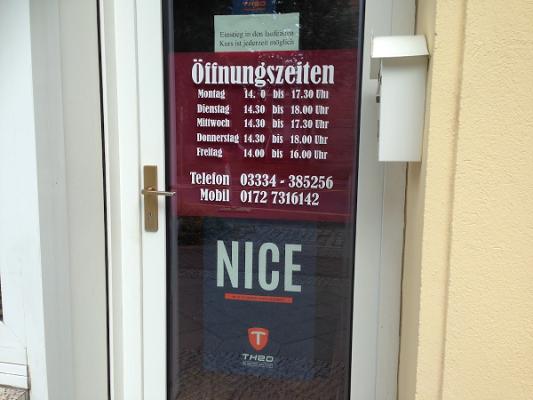 THEO
Einstieg in den laufenden
Kurs ist jederzeit möglich
Öffnungszeiten
Montag 14. 0 bis 17.30 Uhr
Dienstag 14.30 bis 18.00 Uhr
Mittwoch 14.30 bis 17.30 Uhr
Donnerstag 14.30 bis 18.00 Uhr
Freitag 14.00 bis 16.00 Uhr
Telefon 03334 - 385256
Mobil 0172 7316142
NICE
T
THEO